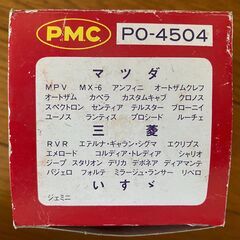 PMC PO-4504
マツダ
MPV MX-6 アンフィニ オートザムクレフ
オートザム カペラ カスタムキャブ クロノス
スペクトロン センティア テルスター ブローニイ
ユーノス ランティス プロシード ルーチェ
三菱
RVR エテルナ・ギャラン・シグマ エクリプス
エメロード コルディア・トレディア シャリオ
ジープ スタリオン デリカ デボネア ディアマンテ
パジェロ フォルテ ミラージュ・ランサー リベロ
いすゞ
ジェミニ